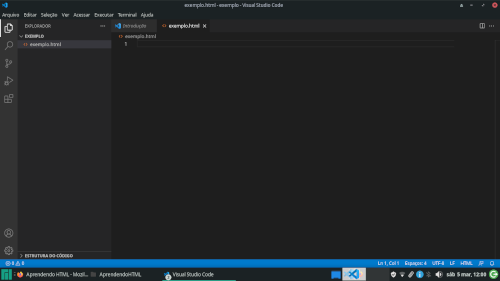 exemplo.html - exemplo - Visual Studio Code
Arquivo Editar Seleção Ver Acessar Executar Terminal Ajuda
EXPLORADOR
Introdução
exemplo.html
EXEMPLO
exemplo.html
exemplo.html
1
ESTRUTURA DO CÓDIGO
0 0
Ln 1, Col 1 Espaços: 4 UTF-8 LF HTML
Aprendendo HTML - Mozil... AprendendoHTML Visual Studio Code sáb 5 mar, 12:00